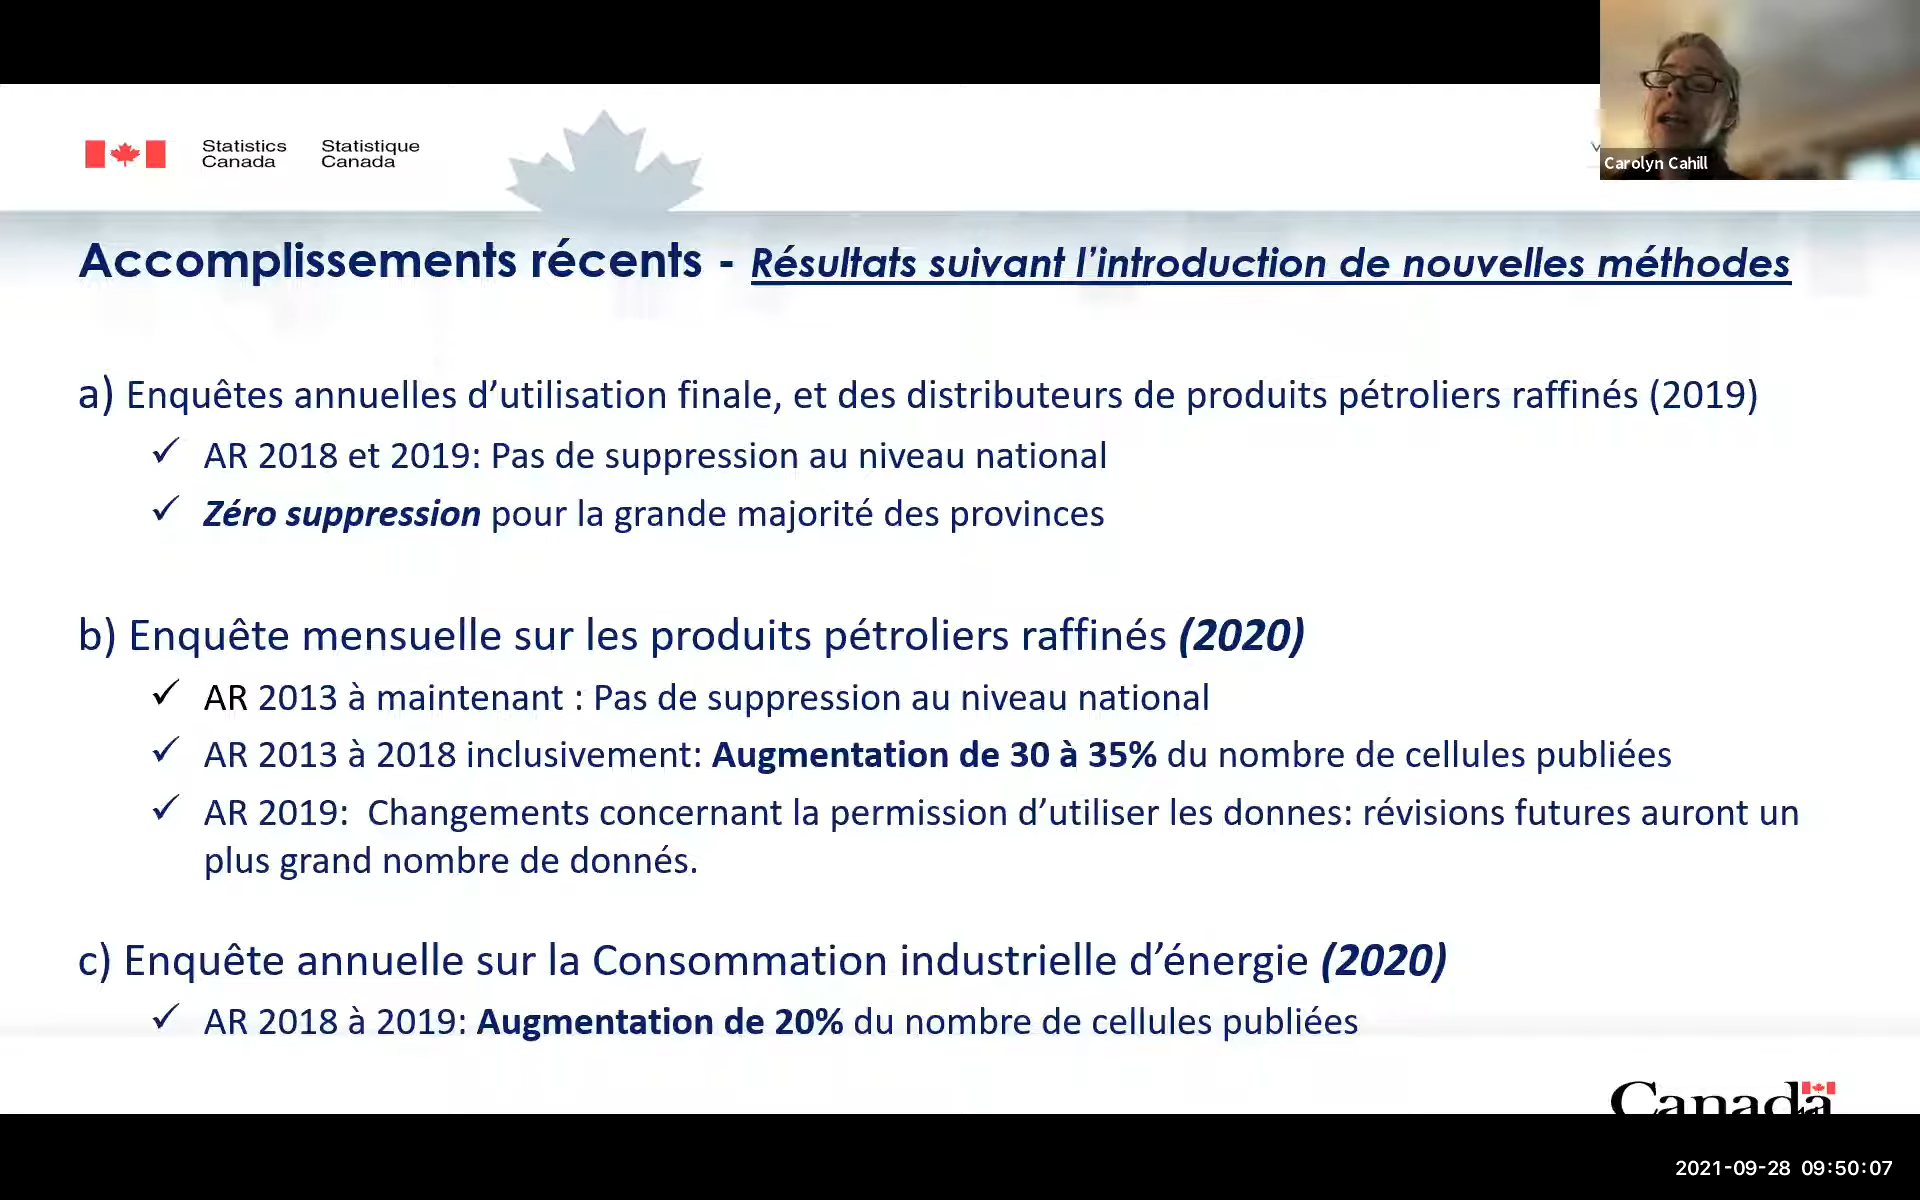 Carolyn Cahill
Statistics Statistique
Canada Canada
Accomplissements récents - Résultats suivant l’introduction de nouvelles méthodes
a) Enquêtes annuelles d’utilisation finale, et des distributeurs de produits pétroliers raffinés (2019)
✓ AR 2018 et 2019: Pas de suppression au niveau national
✓ Zéro suppression pour la grande majorité des provinces
b) Enquête mensuelle sur les produits pétroliers raffinés (2020)
✓ AR 2013 à maintenant : Pas de suppression au niveau national
✓ AR 2013 à 2018 inclusivement: Augmentation de 30 à 35% du nombre de cellules publiées
✓ AR 2019: Changements concernant la permission d’utiliser les donnes: révisions futures auront un
plus grand nombre de donnés.
c) Enquête annuelle sur la Consommation industrielle d’énergie (2020)
✓ AR 2018 à 2019: Augmentation de 20% du nombre de cellules publiées
Canada
2021-09-28 09:50:07